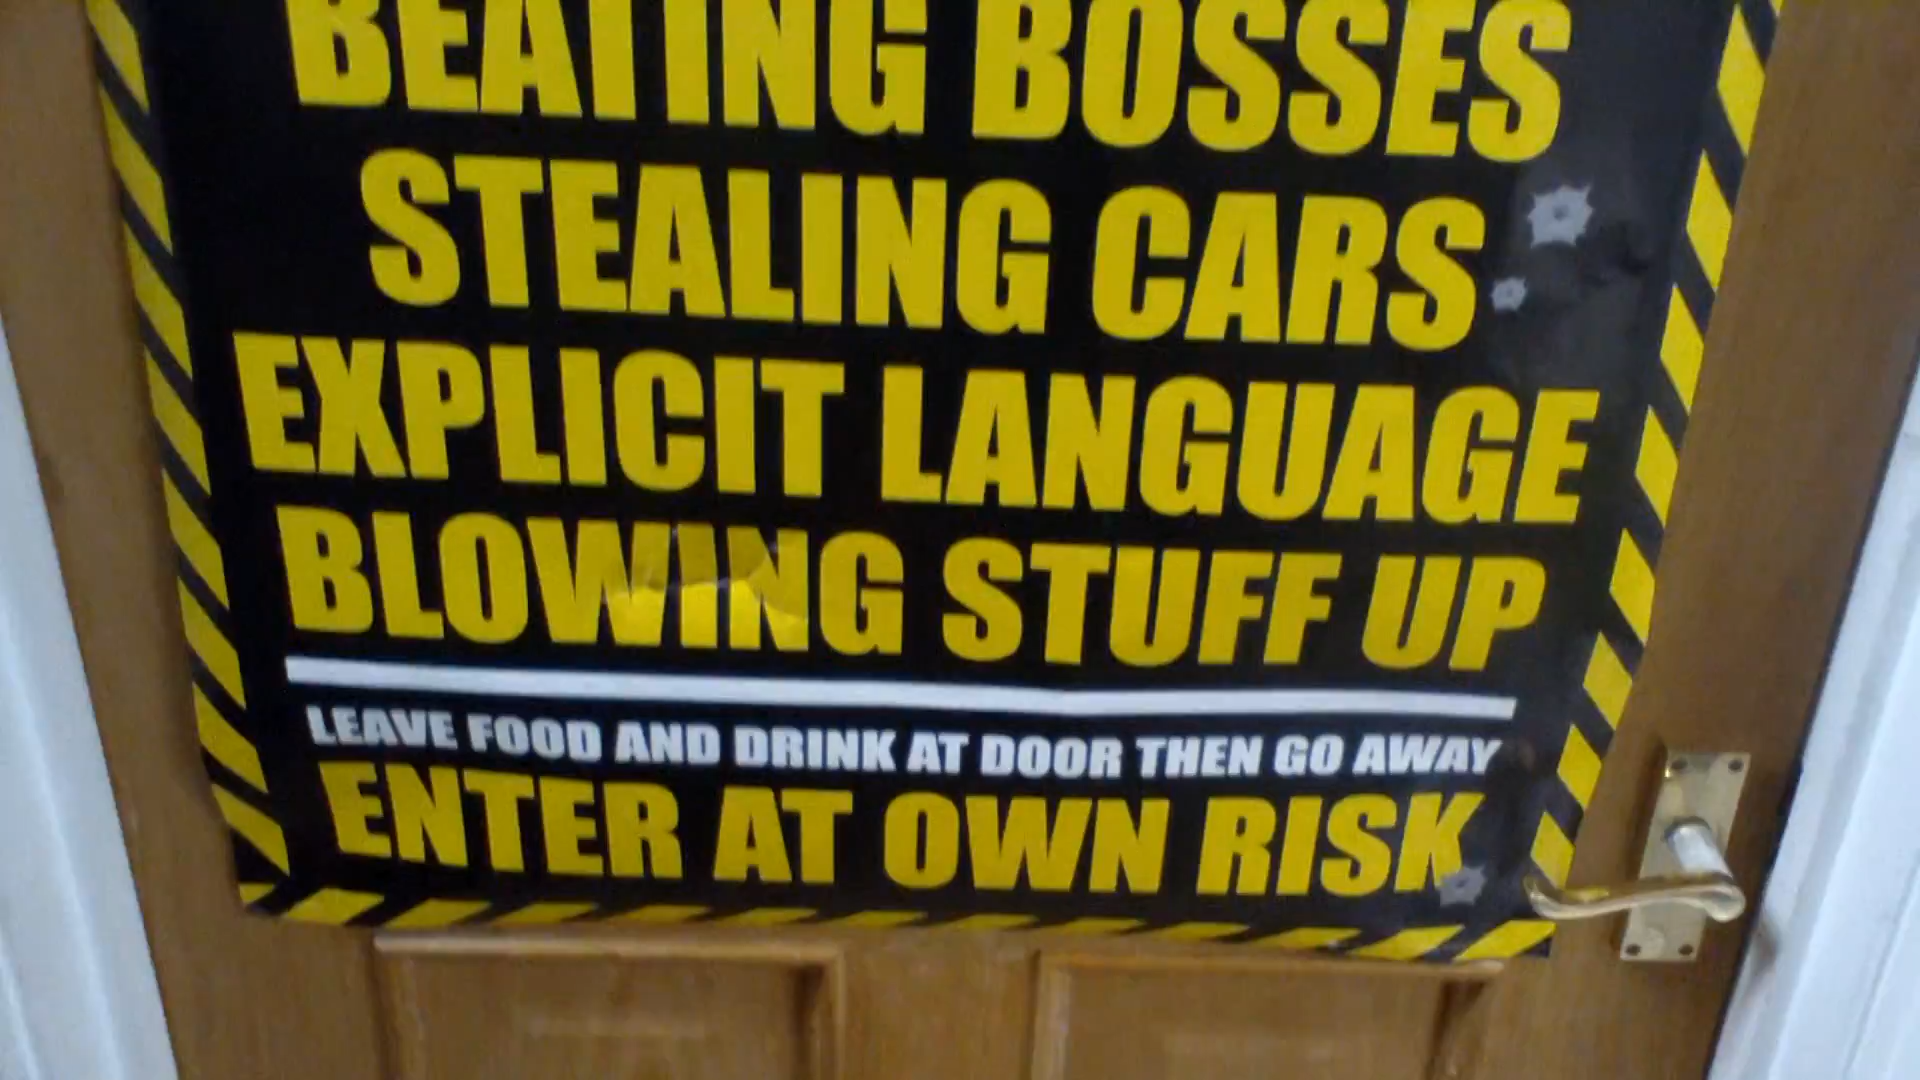 BEATING BOSSES
STEALING CARS
EXPLICIT LANGUAGE
BLOWING STUFF UP
LEAVE FOOD AND DRINK AT DOOR THEN GO AWAY
ENTER AT OWN RISK